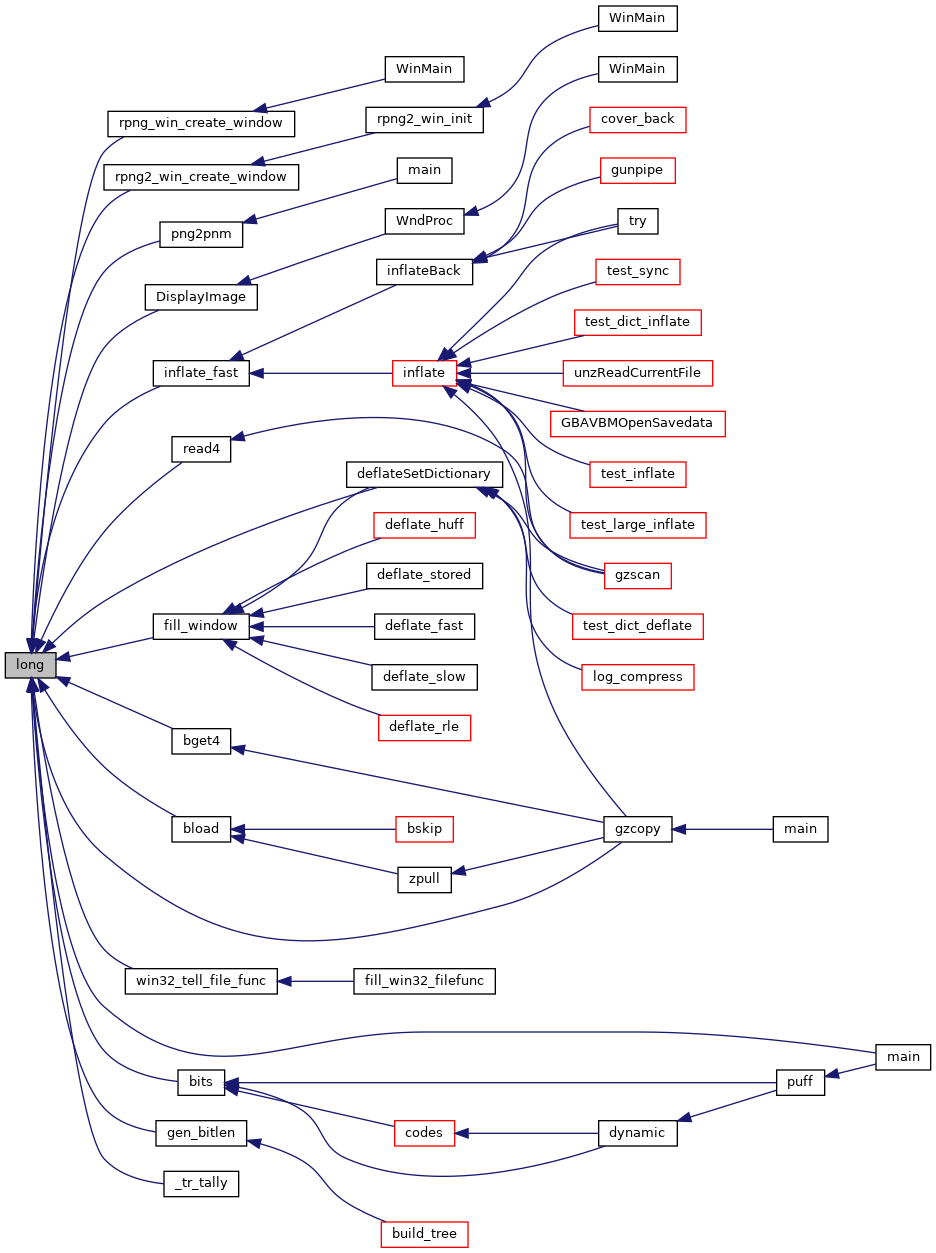 WinMain
WinMain
WinMain
rpng_win_create_window
rpng2_win_init
cover_back
rpng2_win_create_window
main
gunpipe
WndProc
try
png2pnm
inflateBack
test_sync
DisplayImage
test_dict_inflate
inflate_fast
inflate
unzReadCurrentFile
GBAVBMOpenSavedata
read4
deflateSetDictionary
test_inflate
deflate_huff
test_large_inflate
deflate_stored
gzscan
fill_window
deflate_fast
test_dict_deflate
long
deflate_slow
log_compress
deflate_rle
bget4
bload
bskip
gzcopy
main
zpull
win32_tell_file_func
fill_win32_filefunc
main
bits
puff
gen_bitlen
codes
dynamic
_tr_tally
build_tree